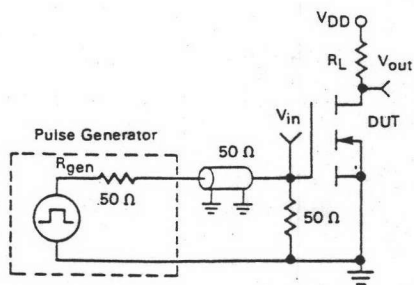 VDD
RL
Vout
Vin
DUT
Pulse Generator
Rgen
50 Ω
50 Ω
50 Ω